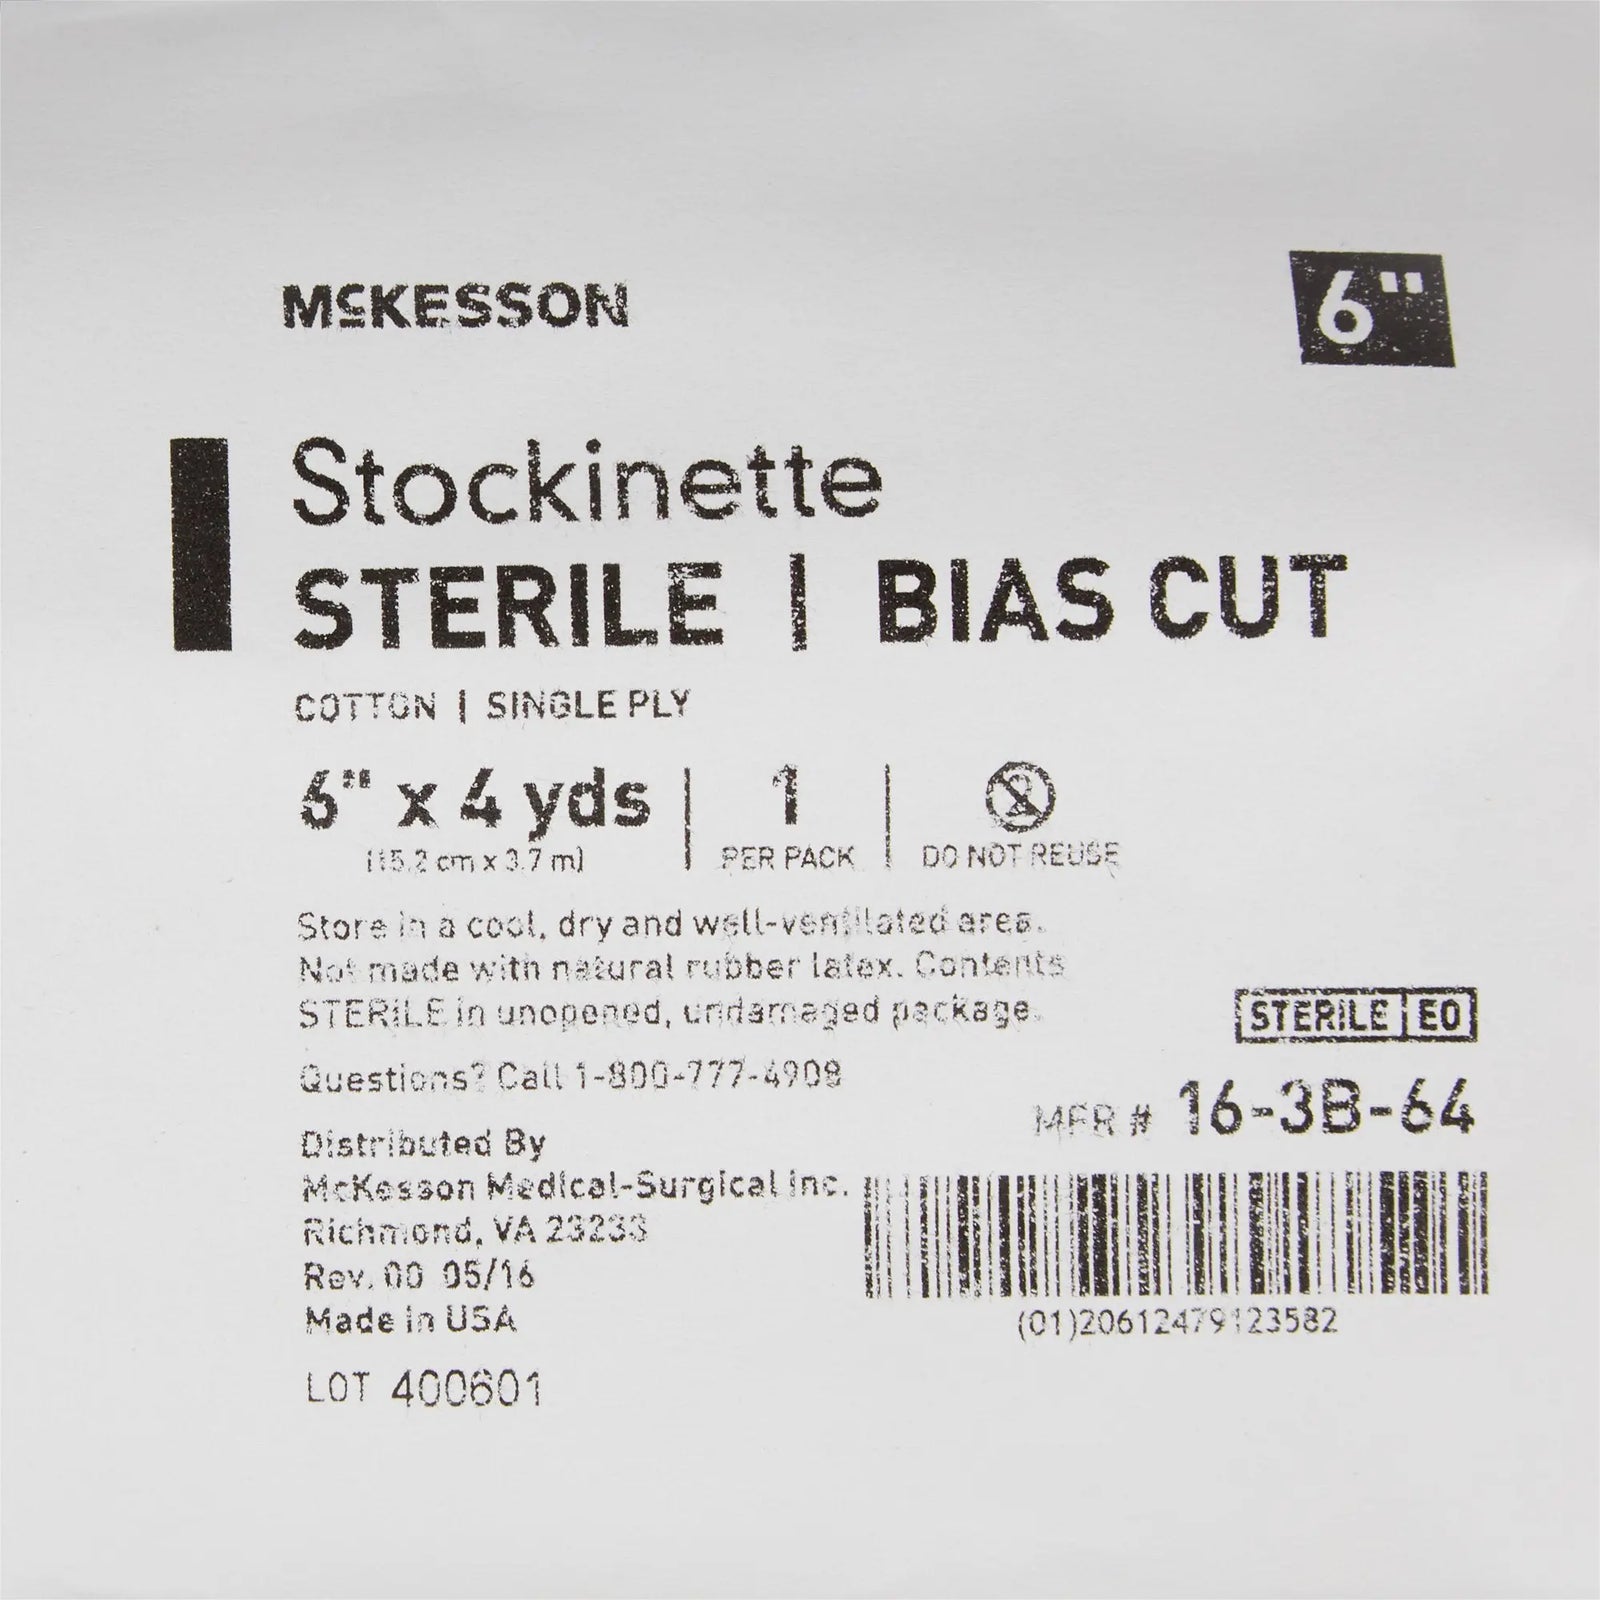 McKESSON
6"
Stockinette
STERILE | BIAS CUT
COTTON | SINGLE PLY
6" x 4 yds | 1 | 2
(15.2 cm x 3.7 m) PER PACK DO NOT REUSE
Store in a cool, dry and well-ventilated area.
Not made with natural rubber latex. Contents
STERILE in unopened, undamaged package.
STERILE EO
Questions? Call 1-800-777-4908
MFR # 16-3B-64
Distributed By
McKesson Medical-Surgical Inc.
Richmond, VA 23233
Rev. 00 05/16
Made in USA
(01)20612479123582
LOT 400601